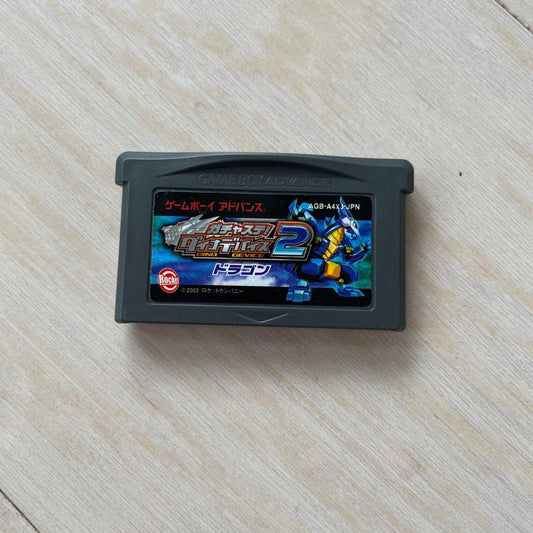 GAME BOY ADVANCE
ゲームボーイ アドバンス
AGB-A4XJ-JPN
ガチャステ!
ダイノデバイス2
DINO DEVICE
ドラゴン
Rocket
© 2003 ロケットカンパニー